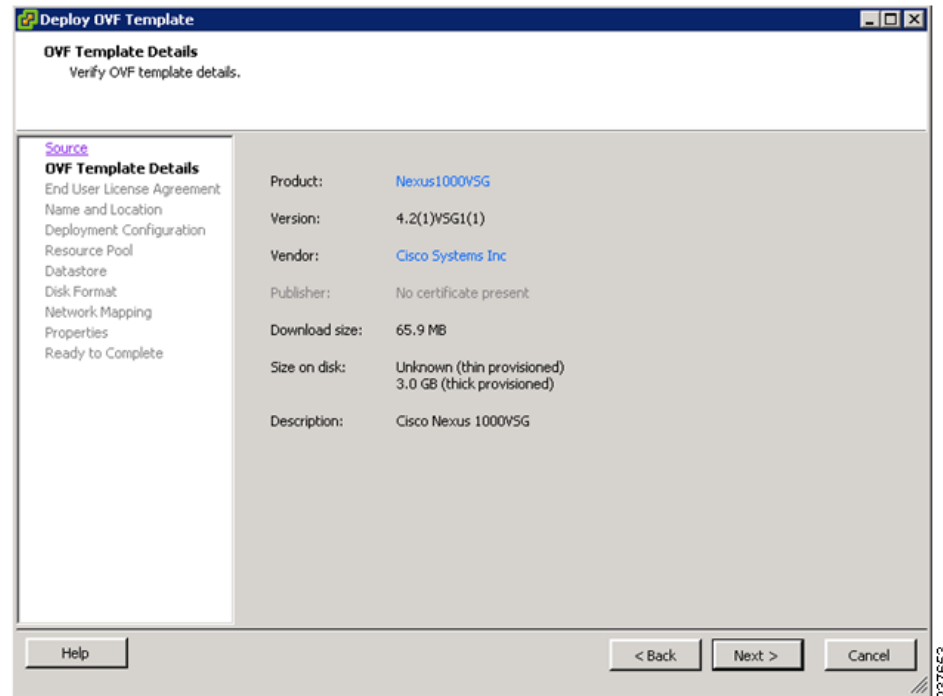 Deploy OVF Template
OVF Template Details
Verify OVF template details.
Source
OVF Template Details
End User License Agreement
Name and Location
Deployment Configuration
Resource Pool
Datastore
Disk Format
Network Mapping
Properties
Ready to Complete
Product: Nexus1000VSG
Version: 4.2(1)VSG1(1)
Vendor: Cisco Systems Inc
Publisher: No certificate present
Download size: 65.9 MB
Size on disk: Unknown (thin provisioned)
3.0 GB (thick provisioned)
Description: Cisco Nexus 1000VSG
Help
< Back
Next >
Cancel